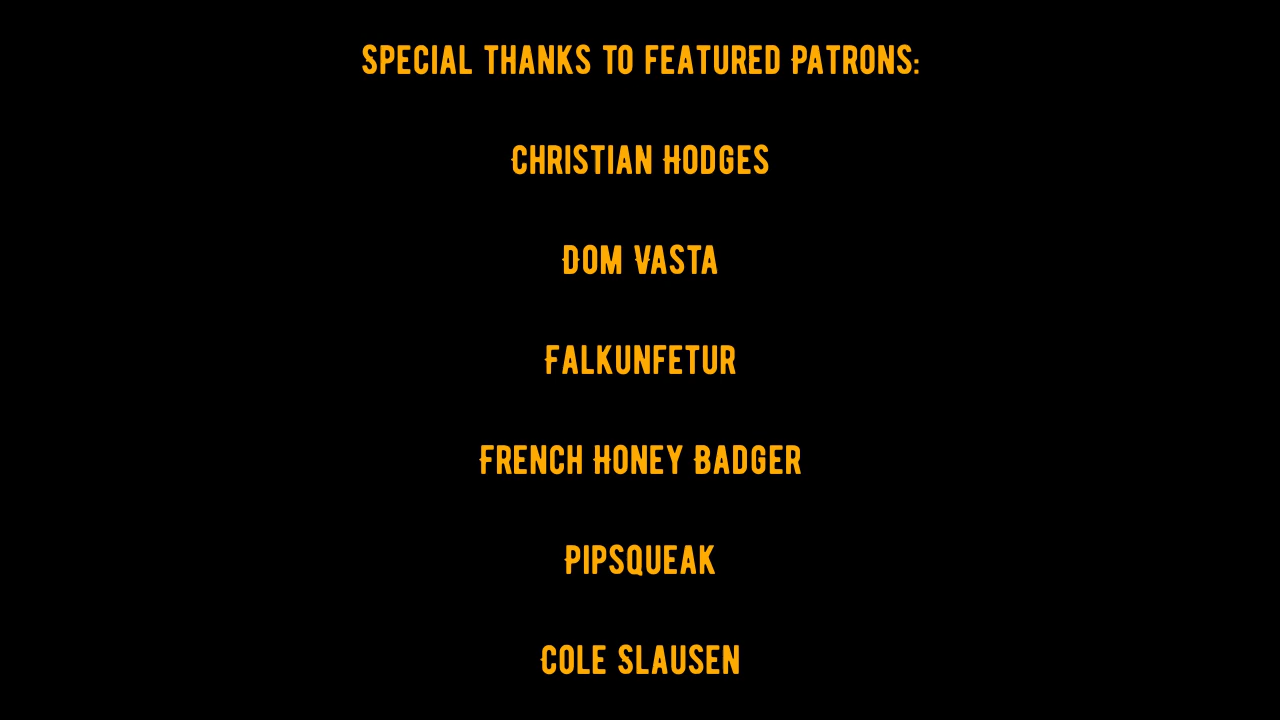 Special thanks to featured Patrons:
Christian Hodges
Dom Vasta
Falkunfetur
French Honey Badger
Pipsqueak
Cole Slausen